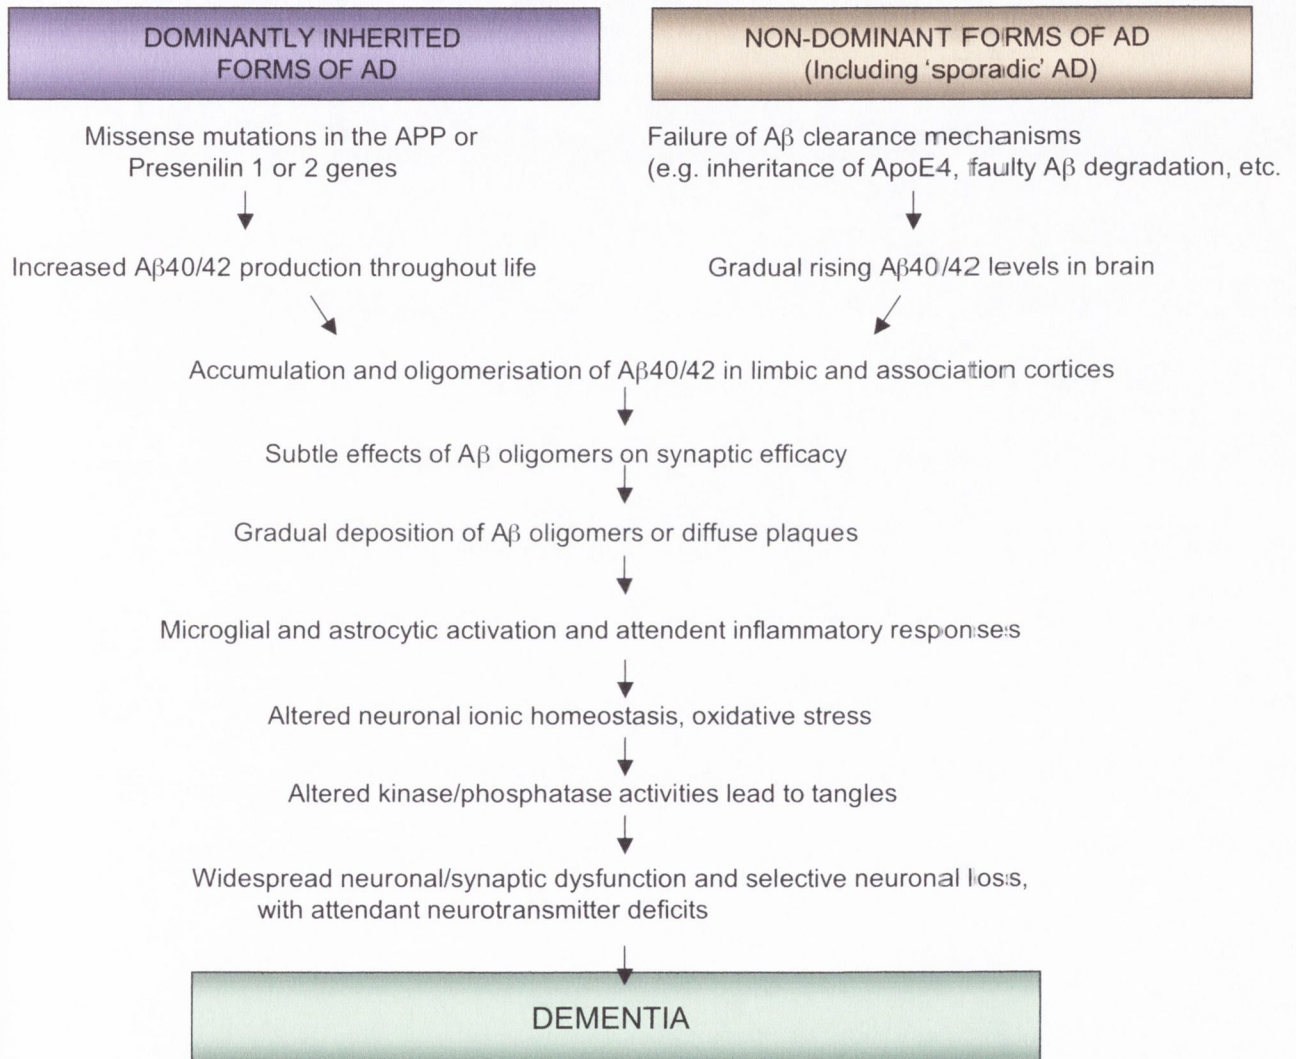 DOMINANTLY INHERITED
FORMS OF AD
NON-DOMINANT FORMS OF AD
(Including ‘sporadic’ AD)
Missense mutations in the APP or
Presenilin 1 or 2 genes
Failure of Aβ clearance mechanisms
(e.g. inheritance of ApoE4, faulty Aβ degradation, etc.
Increased Aβ40/42 production throughout life
Gradual rising Aβ40/42 levels in brain
Accumulation and oligomerisation of Aβ40/42 in limbic and association cortices
Subtle effects of Aβ oligomers on synaptic efficacy
Gradual deposition of Aβ oligomers or diffuse plaques
Microglial and astrocytic activation and attendent inflammatory responses
Altered neuronal ionic homeostasis, oxidative stress
Altered kinase/phosphatase activities lead to tangles
Widespread neuronal/synaptic dysfunction and selective neuronal loss,
with attendant neurotransmitter deficits
DEMENTIA